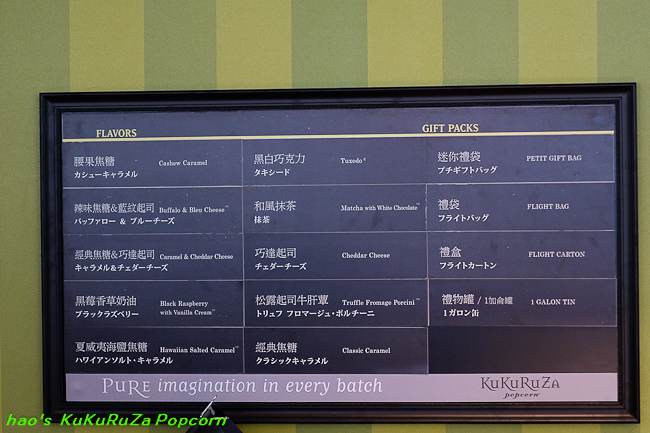 FLAVORS
GIFT PACKS
腰果焦糖 Cashew Caramel
カシューキャラメル
辣味焦糖&藍紋起司 Buffalo & Bleu Cheese™
バッファロー & ブルーチーズ
經典焦糖&巧達起司 Caramel & Cheddar Cheese
キャラメル&チェダーチーズ
黑莓香草奶油 Black Raspberry
ブラックラズベリー with Vanilla Cream™
夏威夷海鹽焦糖 Hawaiian Salted Caramel™
ハワイアンソルト・キャラメル
黑白巧克力 Tuxedo®
タキシード
和風抹茶 Matcha with White Chocolate™
抹茶
巧達起司 Cheddar Cheese
チェダーチーズ
松露起司牛肝蕈 Truffle Fromage Porcini™
トリュフ フロマージュ・ポルチーニ
經典焦糖 Classic Caramel
クラシックキャラメル
迷你禮袋 PETIT GIFT BAG
プチギフトバッグ
禮袋 FLIGHT BAG
フライトバッグ
禮盒 FLIGHT CARTON
フライトカートン
禮物罐 / 1加侖罐 1 GALON TIN
1ガロン缶
PURE imagination in every batch
KuKuRuZa
popcorn
hao's KuKuRuZa Popcorn